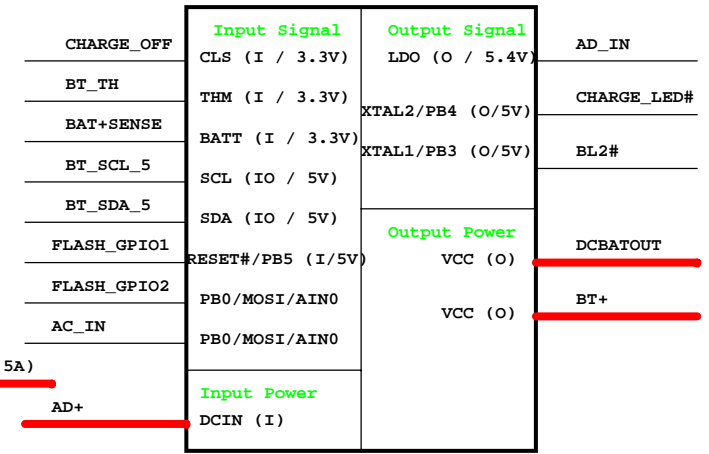 Input Signal
Output Signal
CHARGE_OFF
CLS (I / 3.3V)
LDO (O / 5.4V)
AD_IN
BT_TH
THM (I / 3.3V)
XTAL2/PB4 (O/5V)
CHARGE_LED#
BAT+SENSE
BATT (I / 3.3V)
XTAL1/PB3 (O/5V)
BL2#
BT_SCL_5
SCL (IO / 5V)
BT_SDA_5
SDA (IO / 5V)
Output Power
FLASH_GPIO1
RESET#/PB5 (I/5V)
VCC (O)
DCBATOUT
FLASH_GPIO2
PB0/MOSI/AIN0
VCC (O)
BT+
AC_IN
PB0/MOSI/AIN0
5A)
Input Power
AD+
DCIN (I)